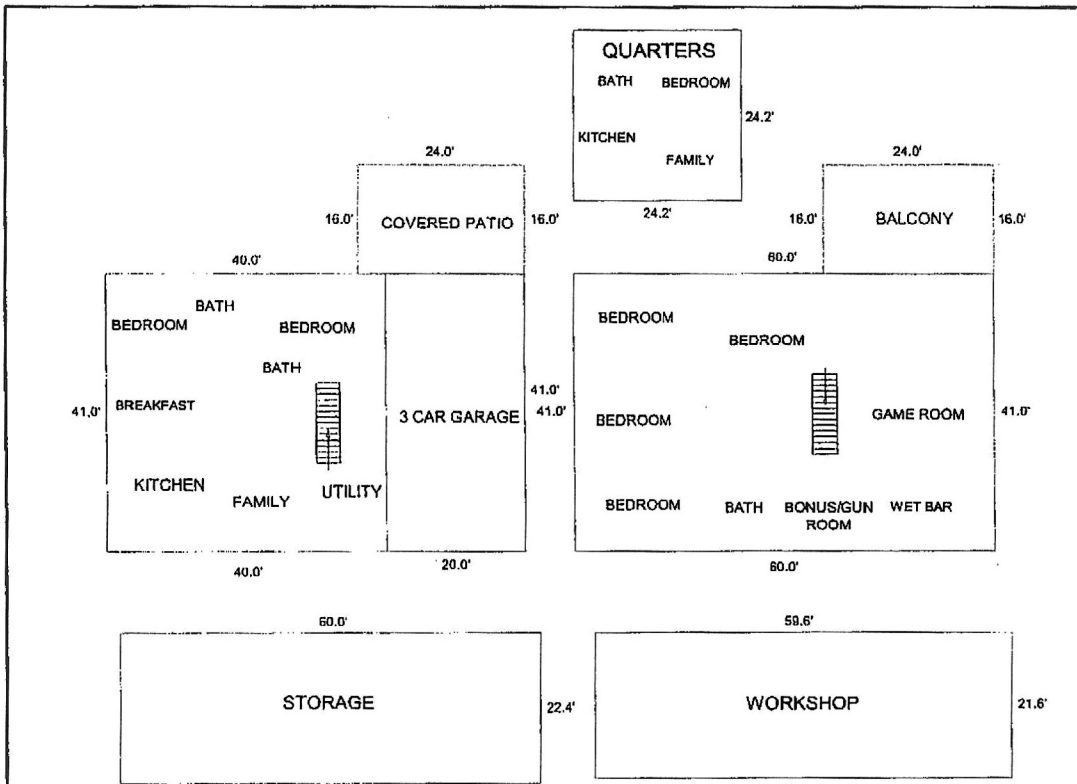 QUARTERS
BATH BEDROOM
24.2'
KITCHEN
FAMILY
24.2'
24.0'
16.0' COVERED PATIO 16.0'
24.0'
16.0' BALCONY 16.0'
40.0'
BATH
BEDROOM BEDROOM
BATH
41.0' BREAKFAST
3 CAR GARAGE 41.0'
KITCHEN
FAMILY UTILITY
40.0' 20.0'
60.0'
BEDROOM
BEDROOM
41.0' BEDROOM
GAME ROOM 41.0'
BEDROOM BATH BONUS/GUN WET BAR
ROOM
60.0'
60.0'
STORAGE 22.4'
59.6'
WORKSHOP 21.6'